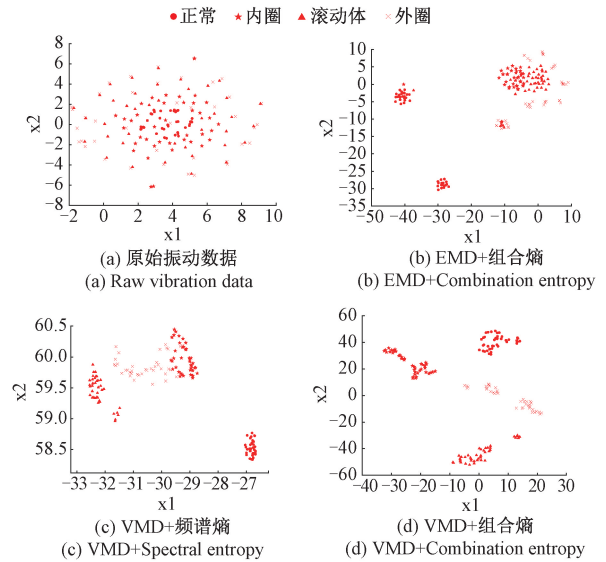 正常 内圈 滚动体 外圈
8
6
4
2
0
−2
−4
−6
−8
x2
−2 0 2 4 6 8 10
x1
(a) 原始振动数据
(a) Raw vibration data
10
5
0
−5
−10
−15
−20
−25
−30
−35
x2
−50 −40 −30 −20 −10 0 10
x1
(b) EMD+组合熵
(b) EMD+Combination entropy
60.5
60.0
59.5
59.0
58.5
x2
−33 −32 −31 −30 −29 −28 −27
x1
(c) VMD+频谱熵
(c) VMD+Spectral entropy
60
40
20
0
−20
−40
−60
x2
−40 −30 −20 −10 0 10 20 30
x1
(d) VMD+组合熵
(d) VMD+Combination entropy